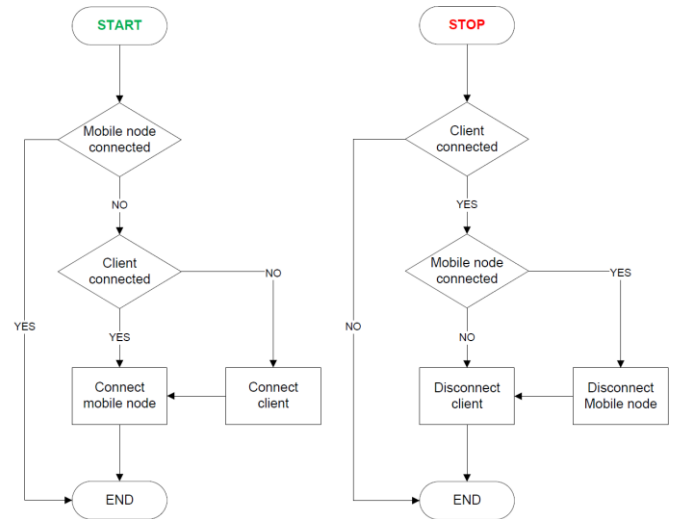 START
Mobile node
connected
NO
Client
connected
NO
YES
YES
Connect
mobile node
Connect
client
END
STOP
Client
connected
YES
Mobile node
connected
YES
NO
NO
Disconnect
client
Disconnect
Mobile node
END